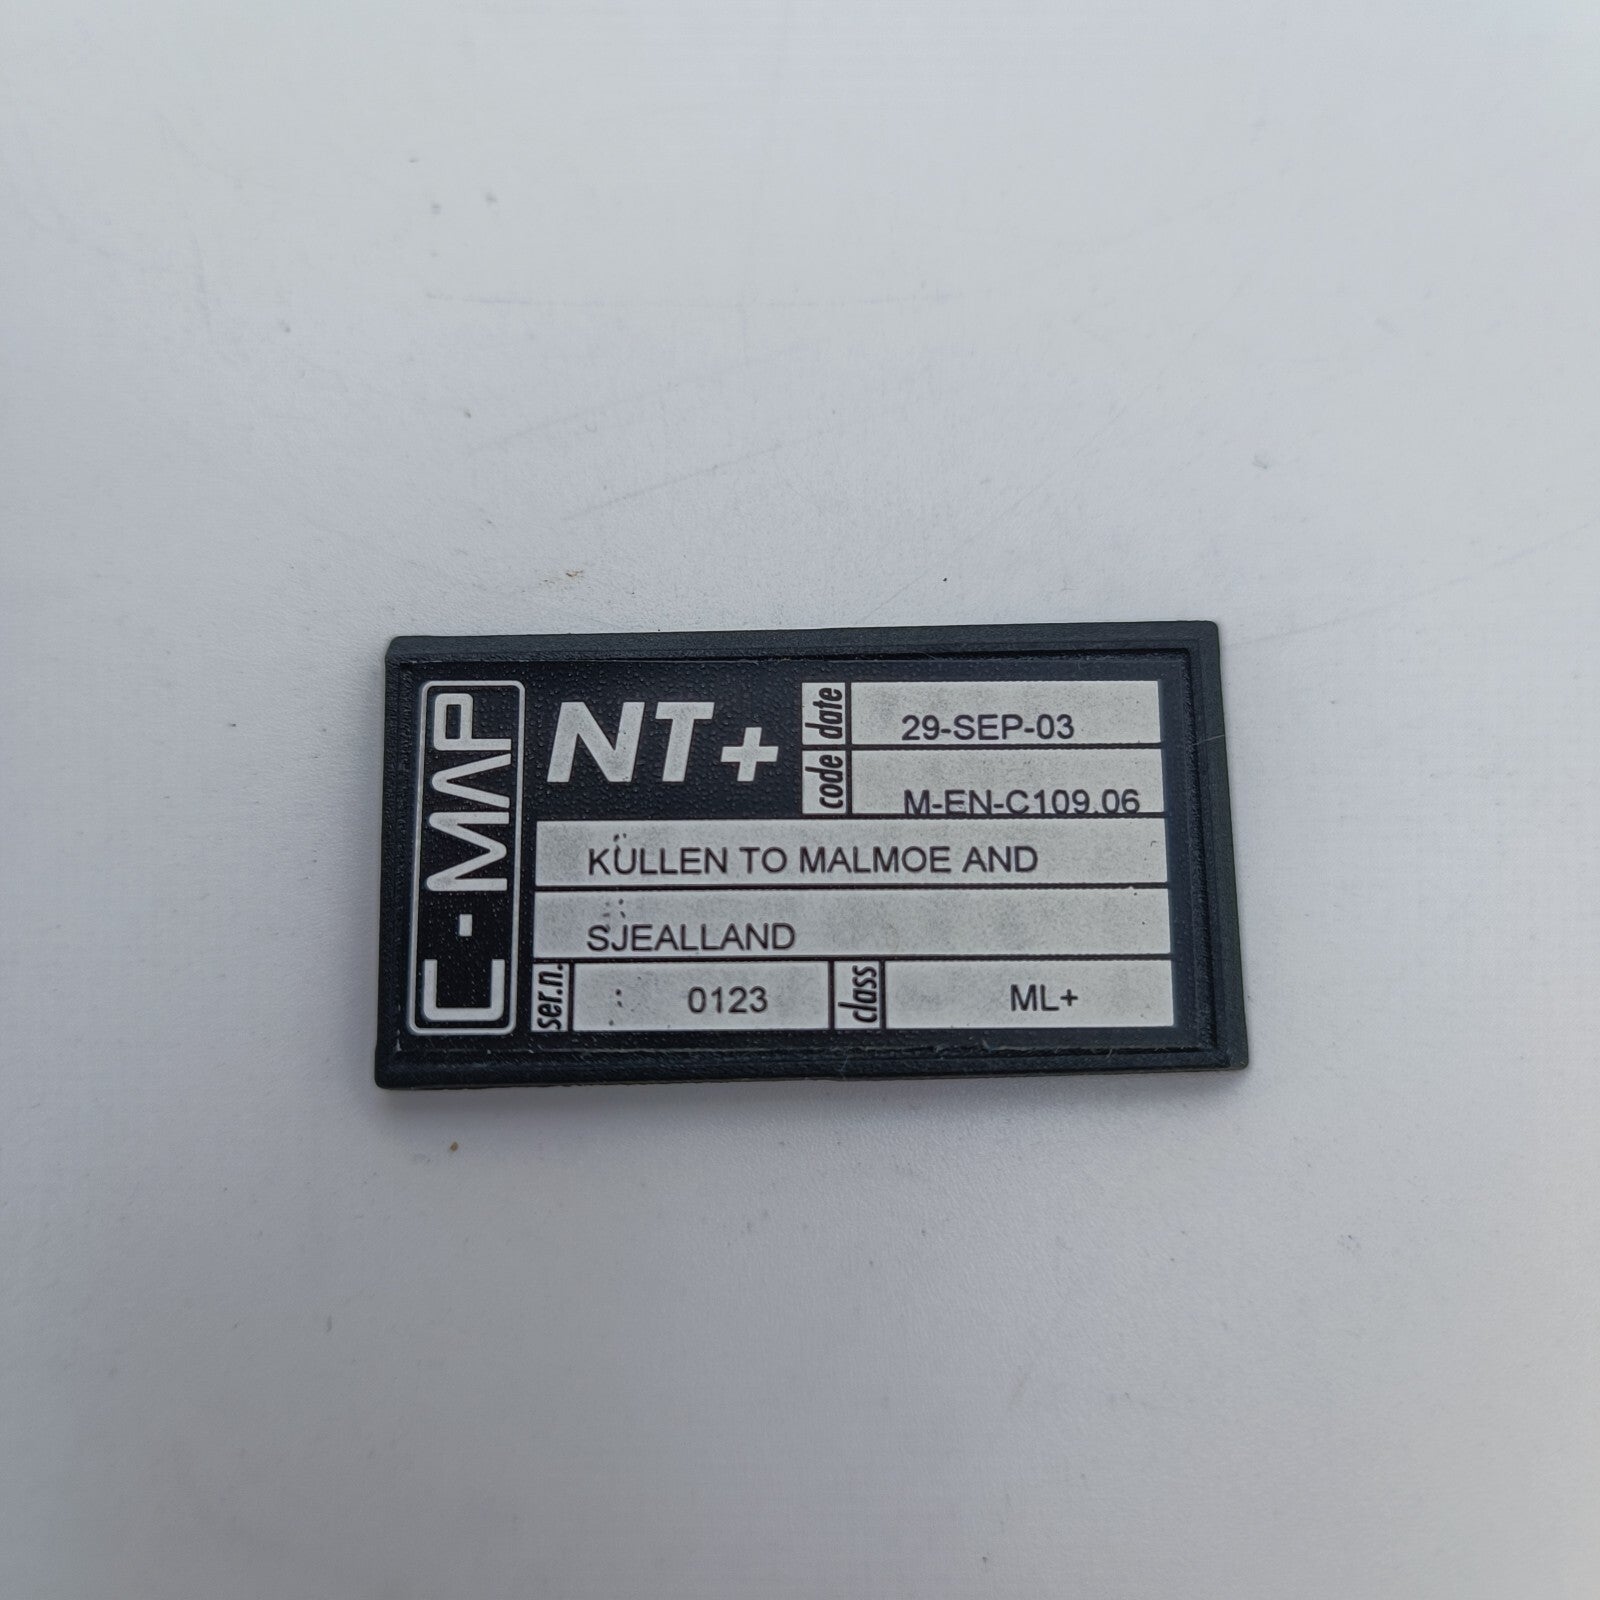 C-MAP
NT+
date 29-SEP-03
code M-EN-C109.06
KULLEN TO MALMOE AND
SJEALLAND
ser.n. 0123 class ML+